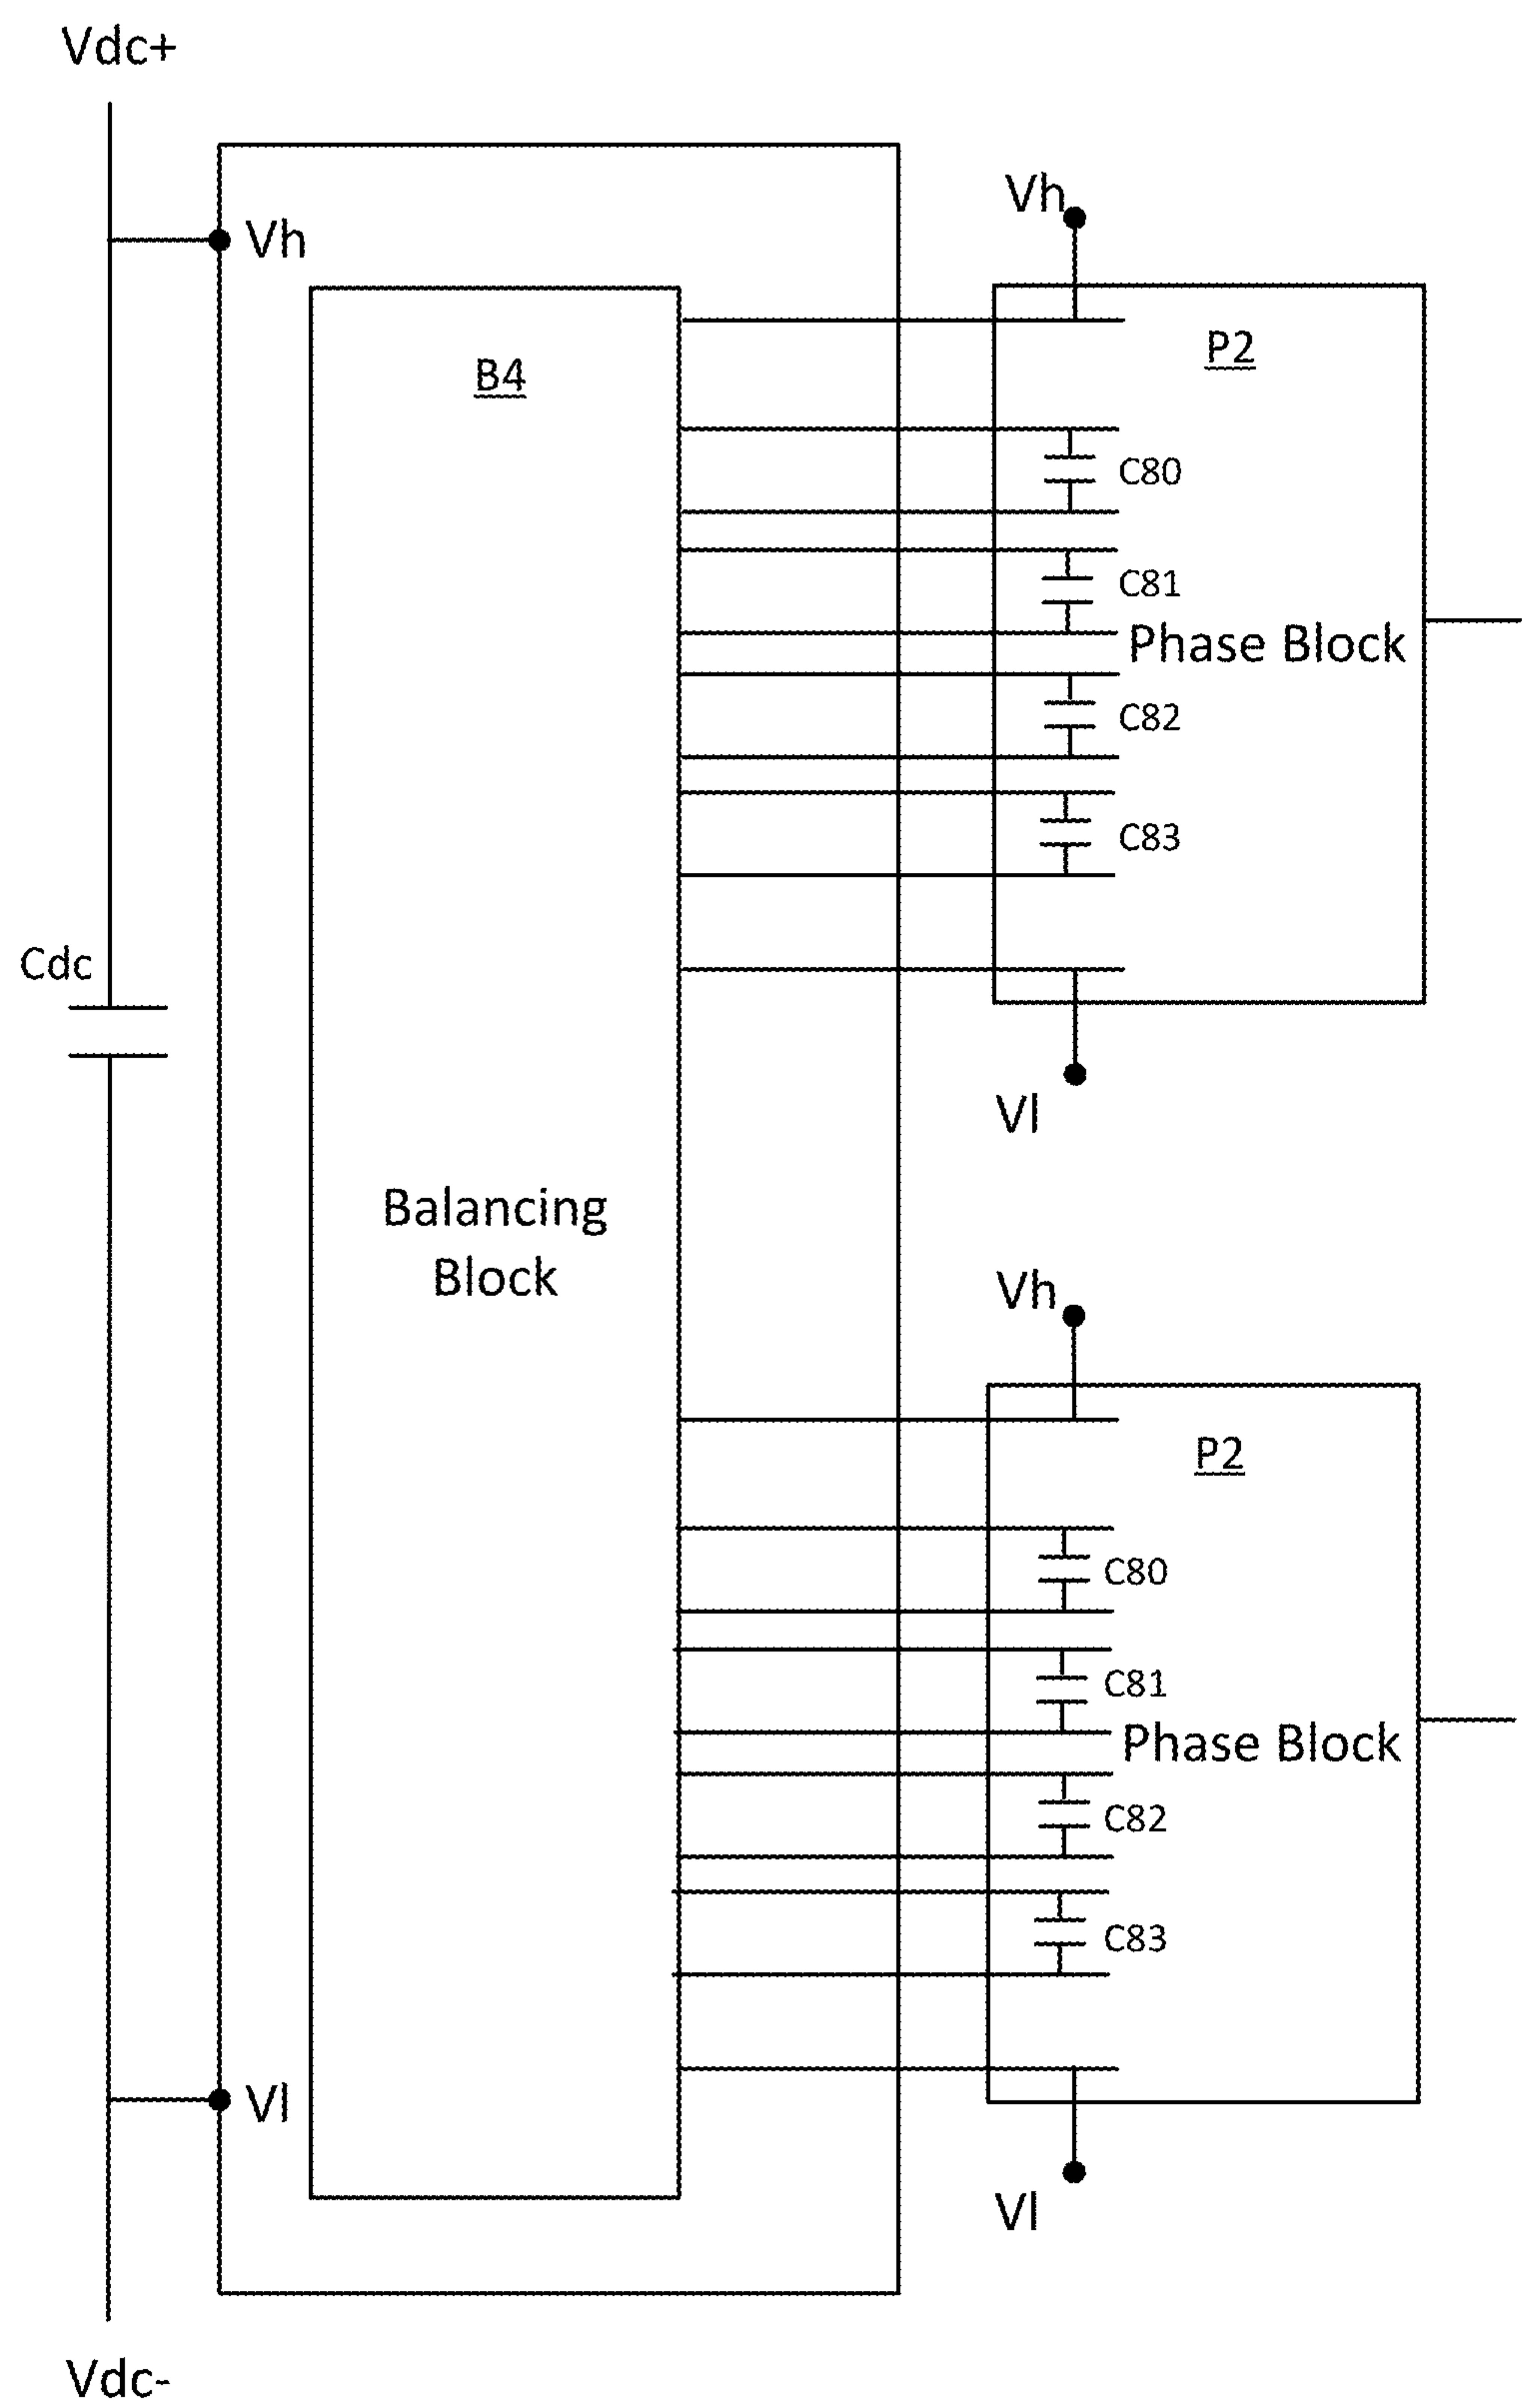 Vdc+
Vh
Vh
B4
P2
C80
C81
Phase Block
C82
C83
Cdc
Vl
Balancing
Block
Vh
P2
C80
C81
Phase Block
C82
C83
Vl
Vl
Vdc-